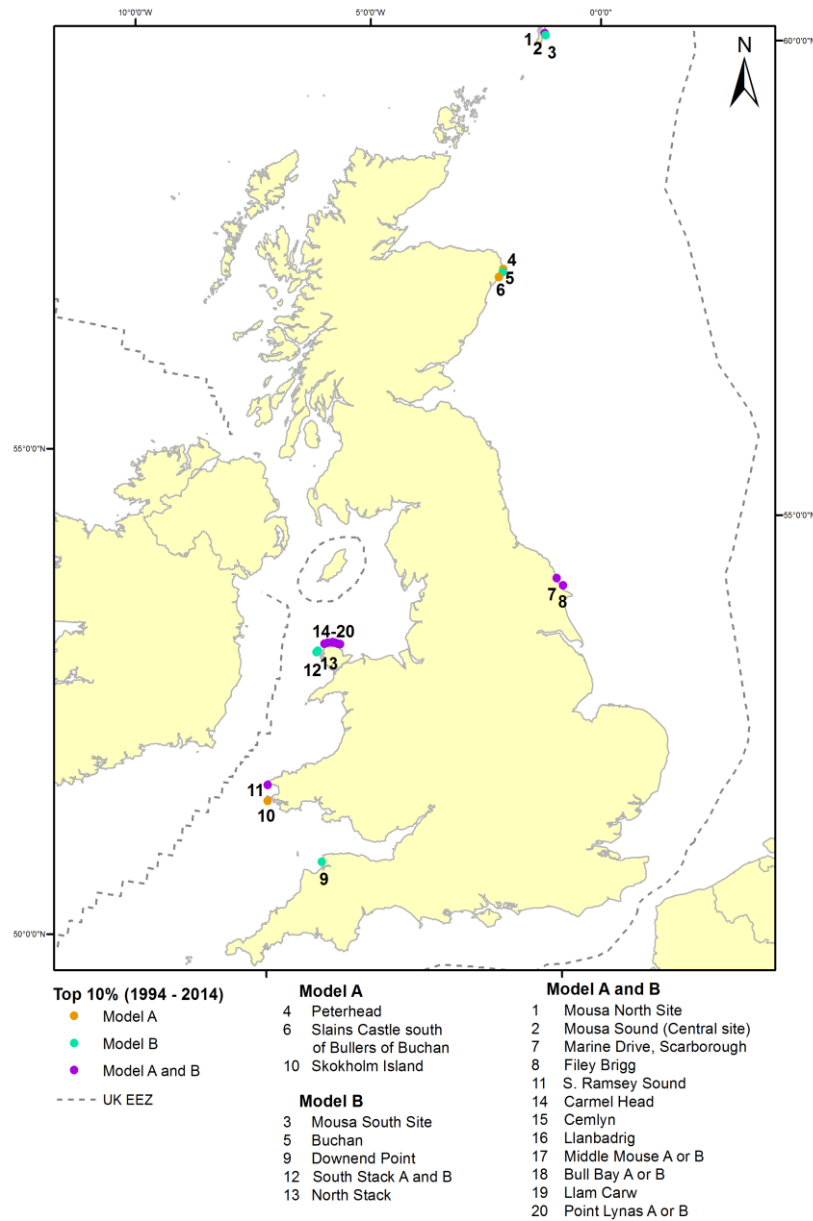 10°0'0"W
5°0'0"W
0°0'0"
60°0'0"N
1
2
3
N
4
5
6
55°0'0"N
55°0'0"N
7
8
14-20
13
12
11
10
9
50°0'0"N
Top 10% (1994 - 2014)
Model A
Model B
Model A and B
UK EEZ
Model A
4 Peterhead
6 Slains Castle south
of Bullers of Buchan
10 Skokholm Island
Model B
3 Mousa South Site
5 Buchan
9 Downend Point
12 South Stack A and B
13 North Stack
Model A and B
1 Mousa North Site
2 Mousa Sound (Central site)
7 Marine Drive, Scarborough
8 Filey Brigg
11 S. Ramsey Sound
14 Carmel Head
15 Cemlyn
16 Llanbadrig
17 Middle Mouse A or B
18 Bull Bay A or B
19 Llam Carw
20 Point Lynas A or B